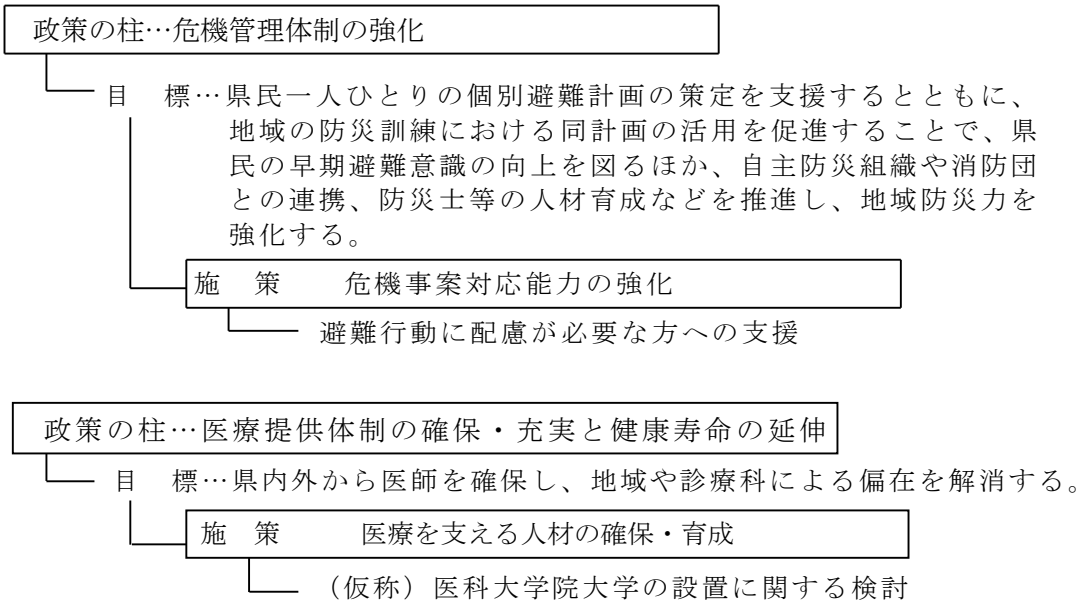 政策の柱…危機管理体制の強化
目　標…県民一人ひとりの個別避難計画の策定を支援するとともに、
地域の防災訓練における同計画の活用を促進することで、県
民の早期避難意識の向上を図るほか、自主防災組織や消防団
との連携、防災士等の人材育成などを推進し、地域防災力を
強化する。
施　策　　危機事案対応能力の強化
避難行動に配慮が必要な方への支援
政策の柱…医療提供体制の確保・充実と健康寿命の延伸
目　標…県内外から医師を確保し、地域や診療科による偏在を解消する。
施　策　　医療を支える人材の確保・育成
（仮称）医科大学院大学の設置に関する検討